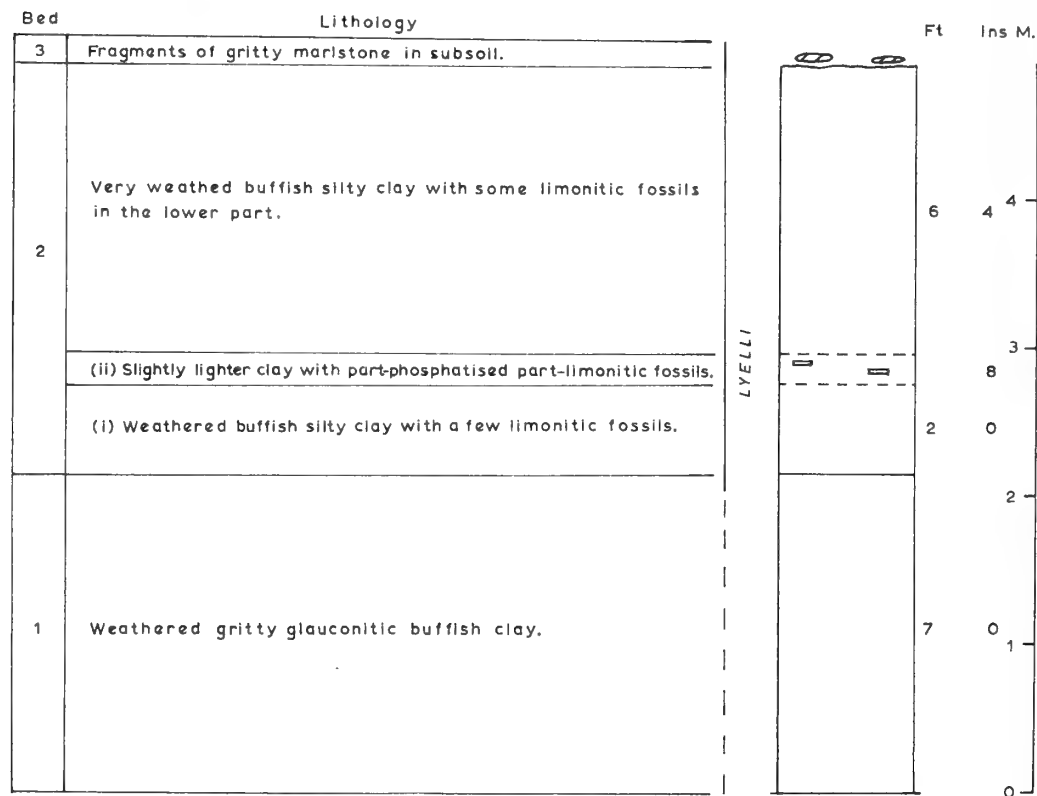 Bed
Lithology
Ft
Ins M.
3
Fragments of gritty marlstone in subsoil.
2
Very weathed buffish silty clay with some limonitic fossils
in the lower part.
6
4
4
3
(ii) Slightly lighter clay with part-phosphatised part-limonitic fossils.
8
LYELLI
(i) Weathered buffish silty clay with a few limonitic fossils.
2
0
2
1
Weathered gritty glauconitic buffish clay.
7
0
1
0